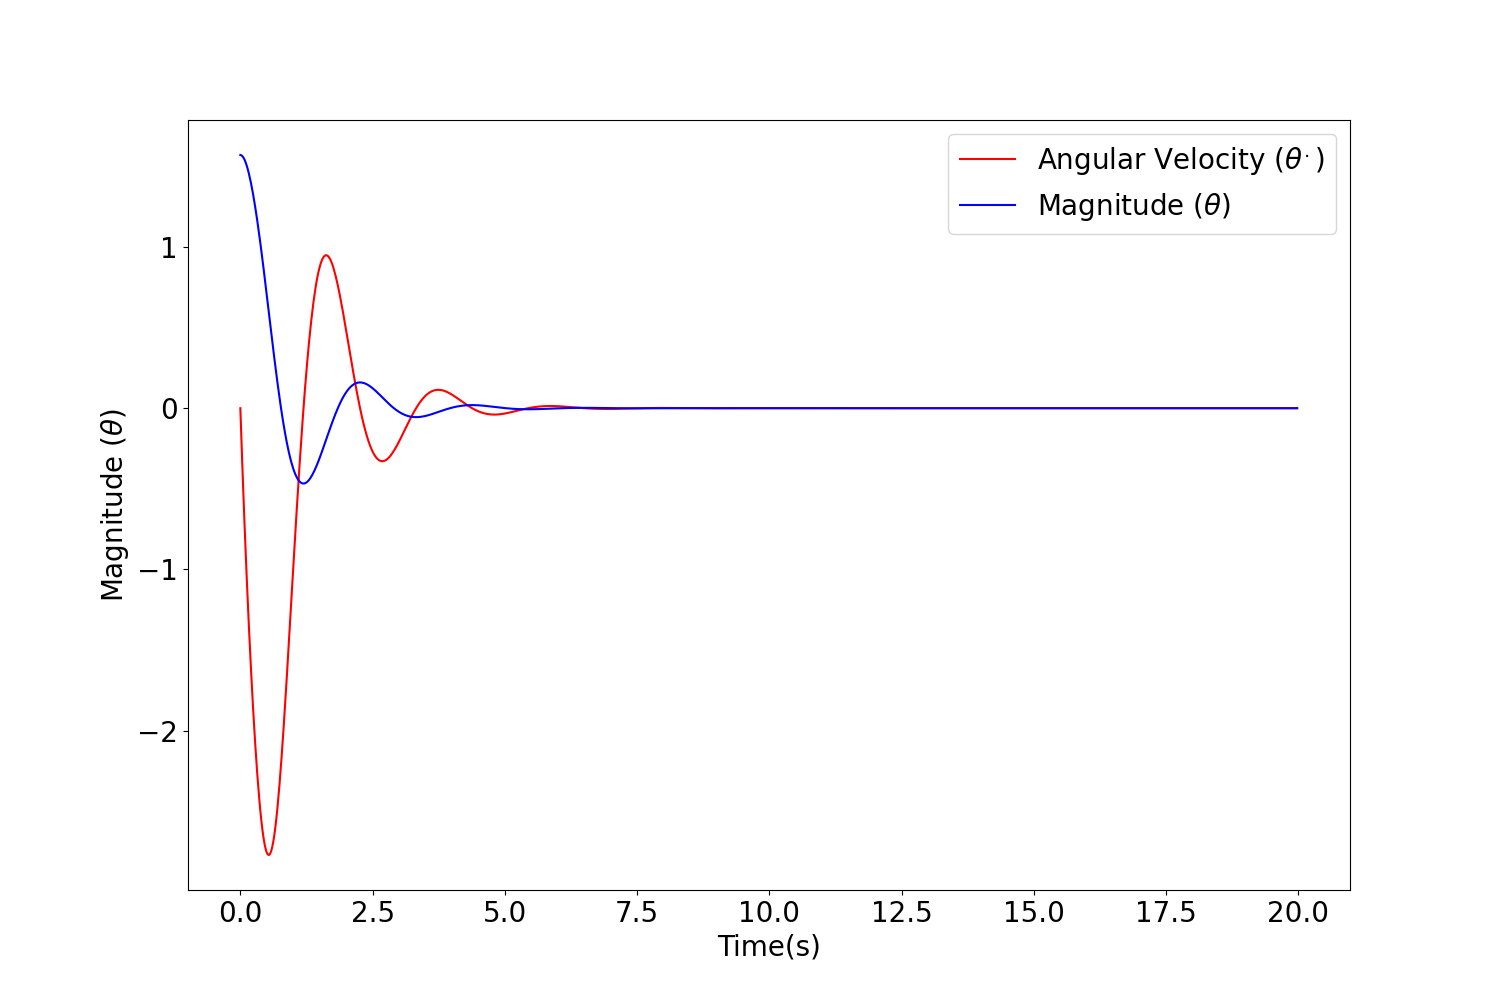 Angular Velocity (θ˙)
Magnitude (θ)
1
0
−1
−2
Magnitude (θ)
0.0 2.5 5.0 7.5 10.0 12.5 15.0 17.5 20.0
Time(s)